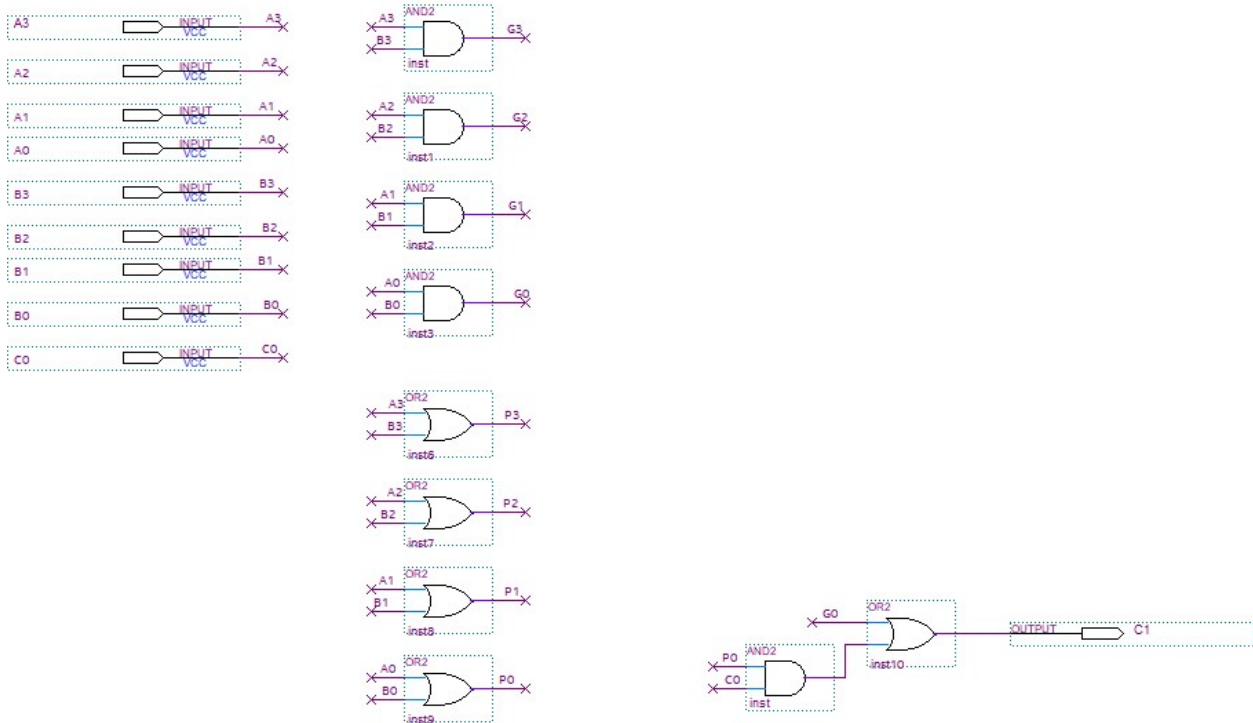 A3 INPUT VCC A3
A2 INPUT VCC A2
A1 INPUT VCC A1
A0 INPUT VCC A0
B3 INPUT VCC B3
B2 INPUT VCC B2
B1 INPUT VCC B1
B0 INPUT VCC B0
C0 INPUT VCC C0
AND2
A3
B3
G3
inst
AND2
A2
B2
G2
inst1
AND2
A1
B1
G1
inst2
AND2
A0
B0
G0
inst3
OR2
A3
B3
P3
inst6
OR2
A2
B2
P2
inst7
OR2
A1
B1
P1
inst8
OR2
A0
B0
P0
inst9
OR2
G0
inst10
OUTPUT C1
AND2
P0
C0
inst